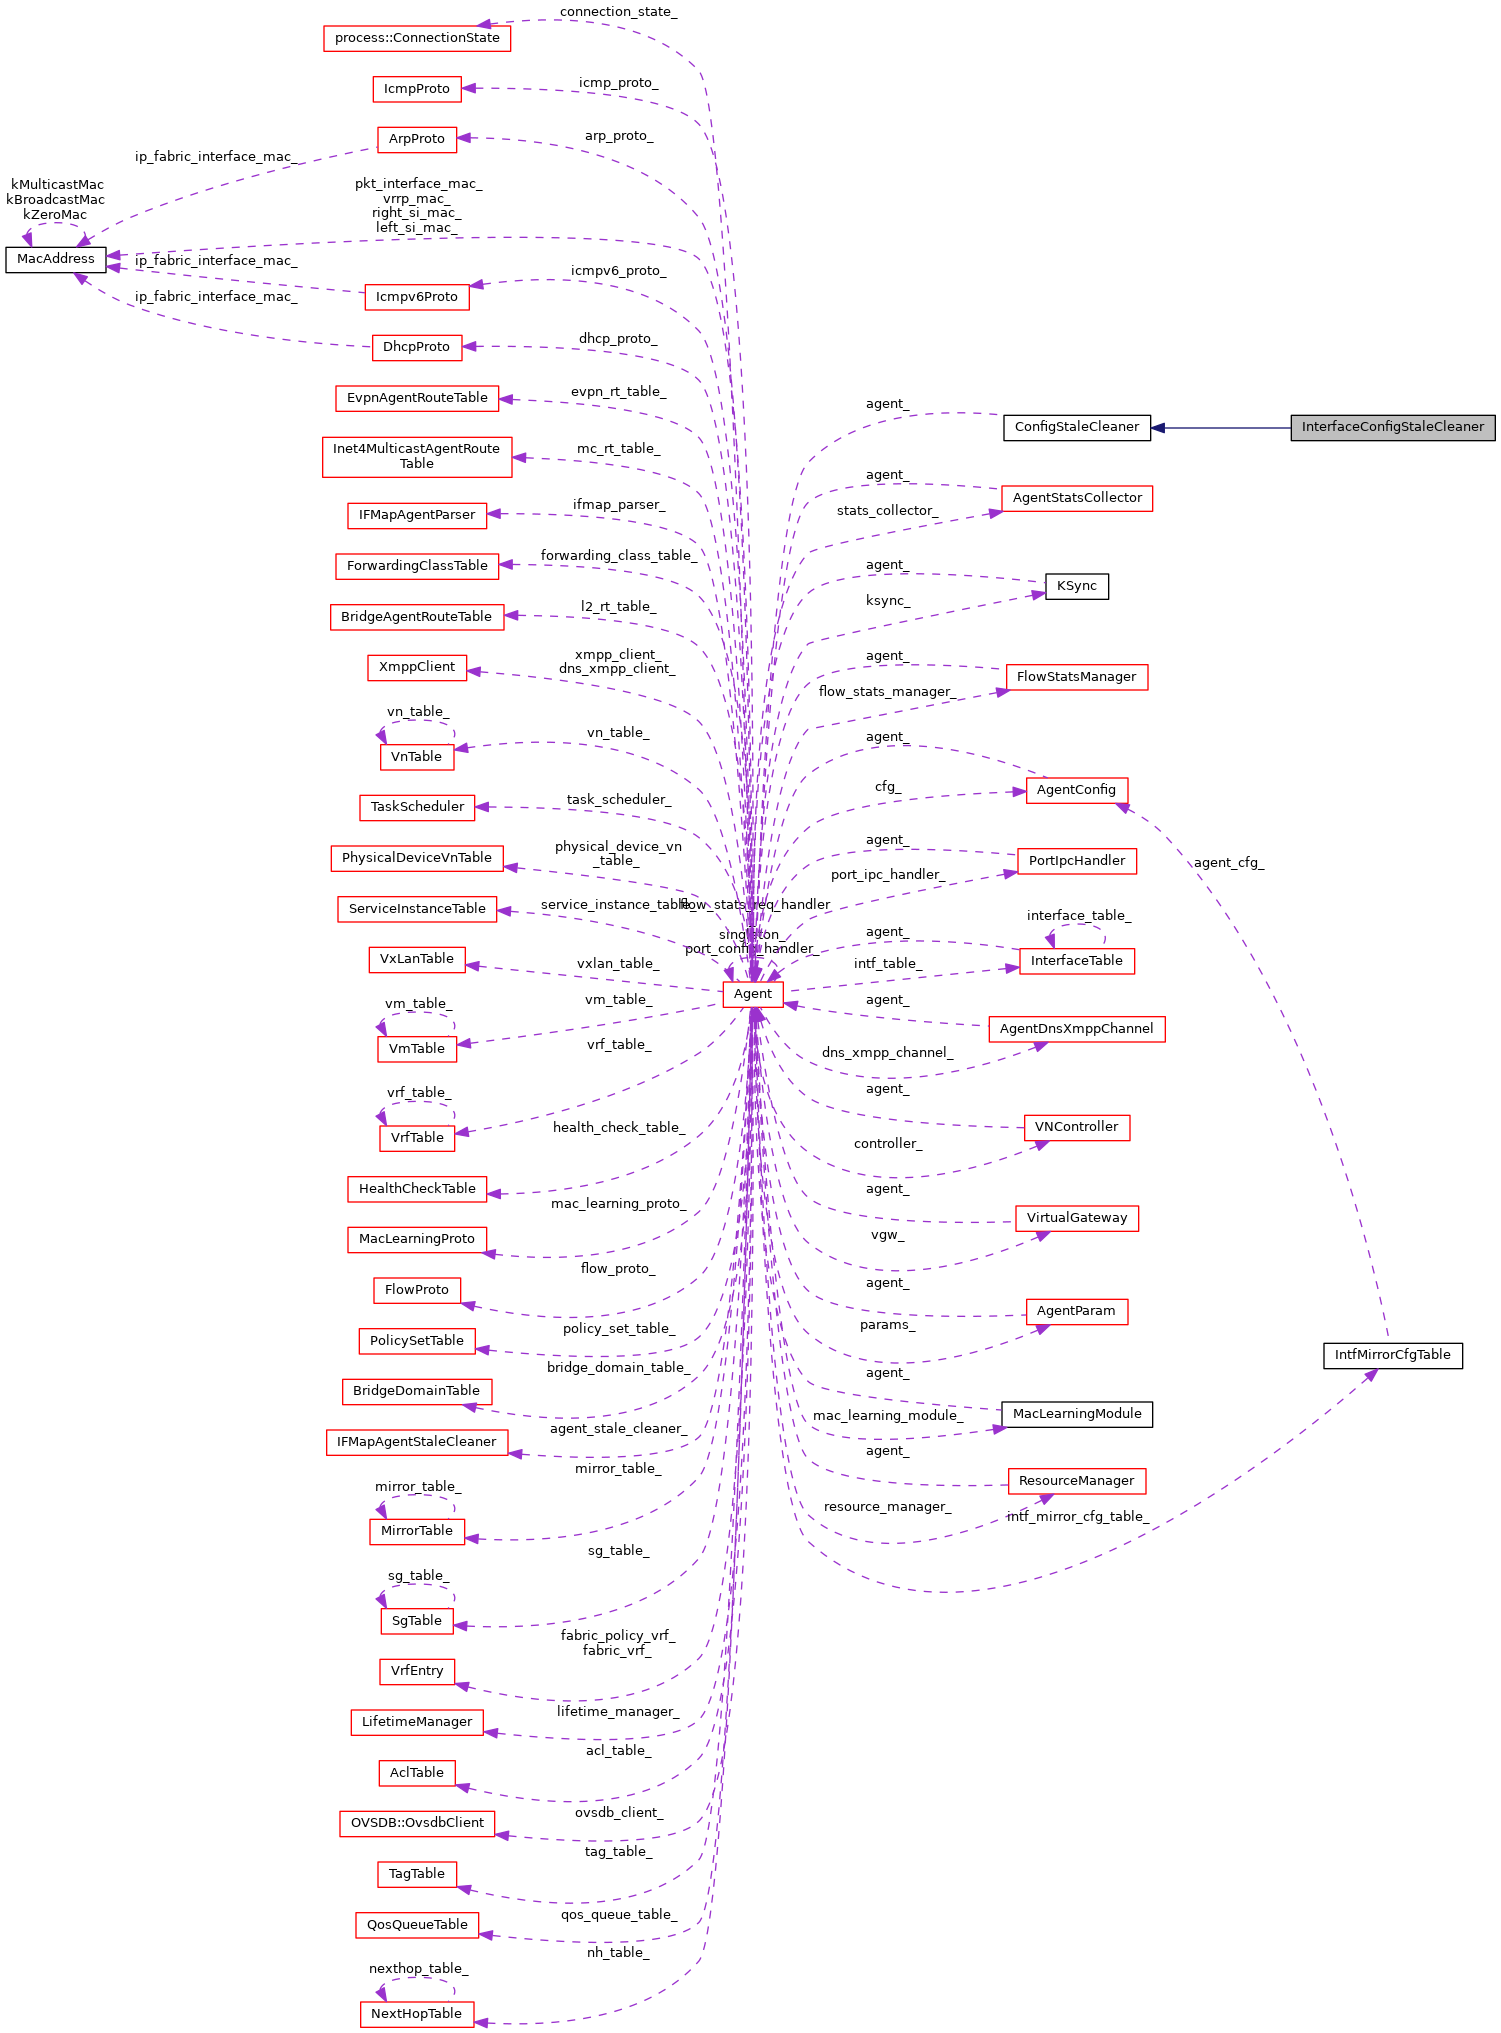 connection_state_
process::ConnectionState
icmp_proto_
IcmpProto
arp_proto_
ArpProto
ip_fabric_interface_mac_
kMulticastMac
kBroadcastMac
kZeroMac
pkt_interface_mac_
vrrp_mac_
right_si_mac_
left_si_mac_
MacAddress
ip_fabric_interface_mac_
icmpv6_proto_
Icmpv6Proto
ip_fabric_interface_mac_
dhcp_proto_
DhcpProto
evpn_rt_table_
EvpnAgentRouteTable
agent_
ConfigStaleCleaner
InterfaceConfigStaleCleaner
mc_rt_table_
Inet4MulticastAgentRoute
Table
agent_
AgentStatsCollector
ifmap_parser_
IFMapAgentParser
stats_collector_
forwarding_class_table_
ForwardingClassTable
agent_
KSync
l2_rt_table_
BridgeAgentRouteTable
ksync_
xmpp_client_
dns_xmpp_client_
XmppClient
agent_
FlowStatsManager
flow_stats_manager_
vn_table_
vn_table_
VnTable
agent_
cfg_
AgentConfig
task_scheduler_
TaskScheduler
physical_device_vn
_table_
PhysicalDeviceVnTable
agent_
PortIpcHandler
port_ipc_handler_
agent_cfg_
service_instance_table_
ServiceInstanceTable
flow_stats_req_handler
_
singleton_
port_config_handler_
agent_
interface_table_
InterfaceTable
intf_table_
vxlan_table_
VxLanTable
Agent
vm_table_
vm_table_
VmTable
agent_
AgentDnsXmppChannel
dns_xmpp_channel_
vrf_table_
vrf_table_
VrfTable
agent_
VNController
controller_
health_check_table_
HealthCheckTable
mac_learning_proto_
MacLearningProto
agent_
VirtualGateway
vgw_
flow_proto_
FlowProto
agent_
AgentParam
params_
policy_set_table_
PolicySetTable
IntfMirrorCfgTable
bridge_domain_table_
BridgeDomainTable
agent_
MacLearningModule
mac_learning_module_
agent_stale_cleaner_
IFMapAgentStaleCleaner
agent_
ResourceManager
resource_manager_
intf_mirror_cfg_table_
mirror_table_
mirror_table_
MirrorTable
sg_table_
sg_table_
SgTable
fabric_policy_vrf_
fabric_vrf_
VrfEntry
lifetime_manager_
LifetimeManager
acl_table_
AclTable
ovsdb_client_
OVSDB::OvsdbClient
tag_table_
TagTable
qos_queue_table_
QosQueueTable
nh_table_
nexthop_table_
NextHopTable